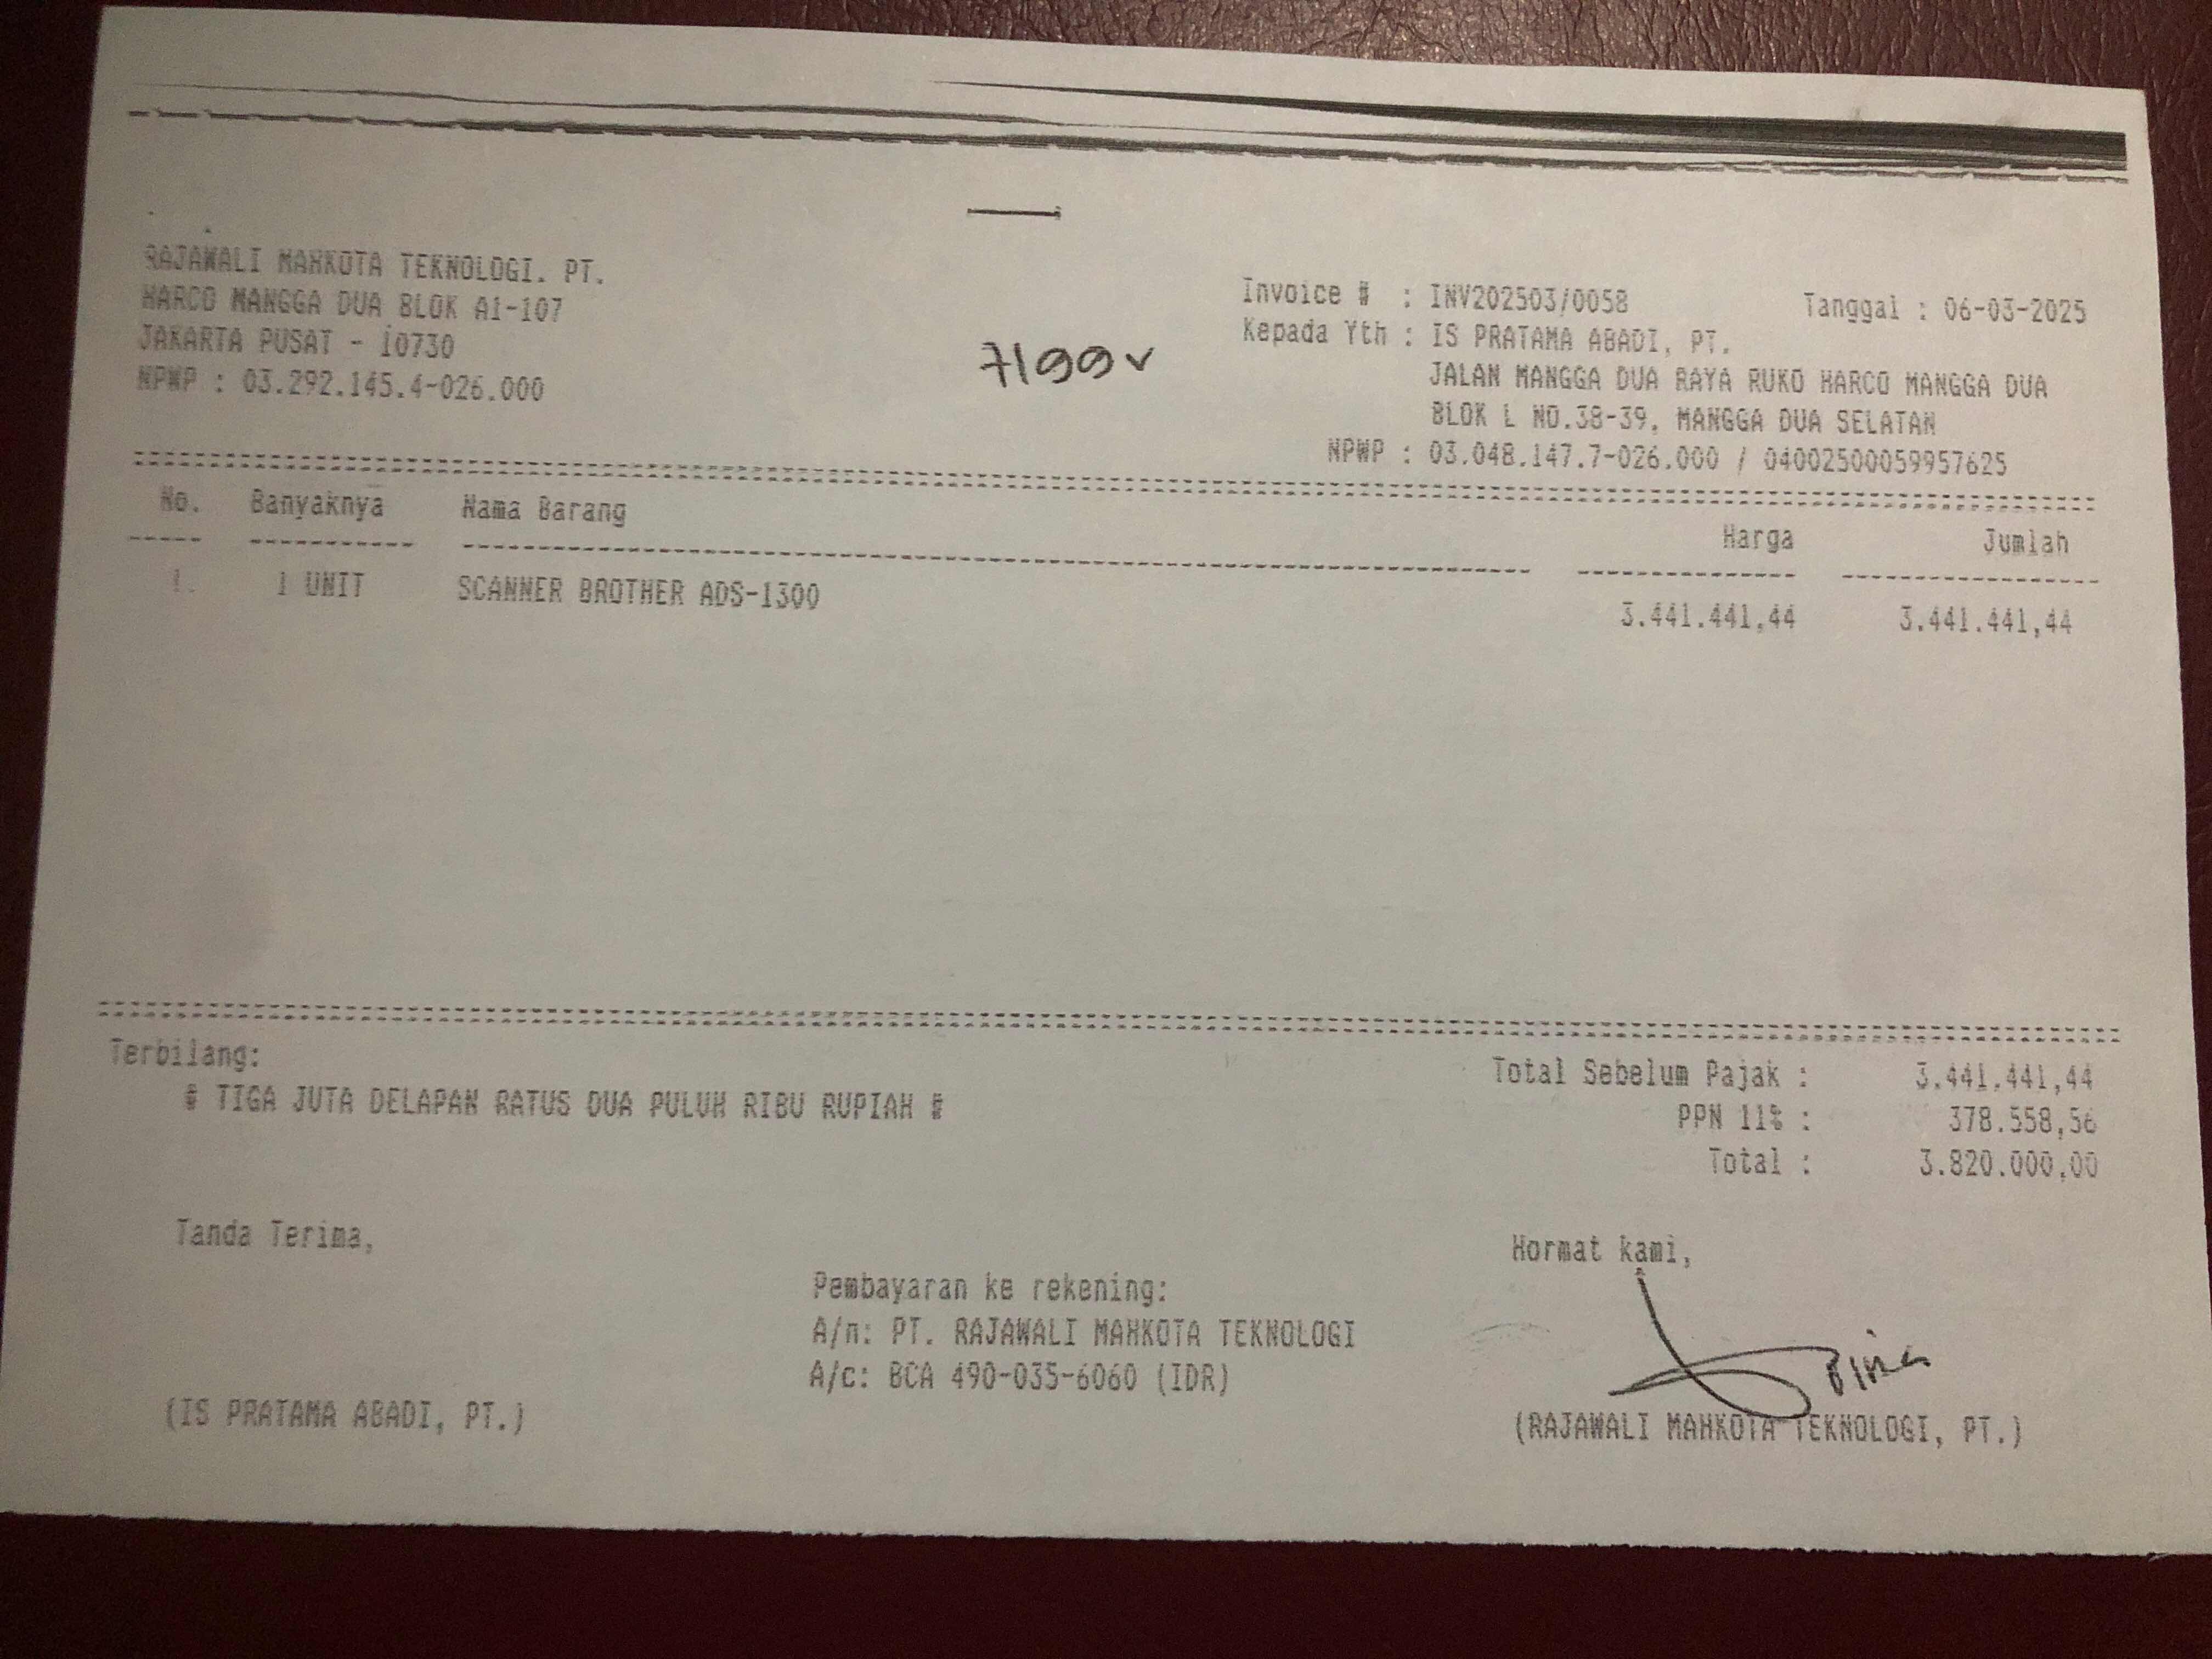 RAJAWALI MAHKOTA TEKNOLOGI. PT.
HARCO MANGGA DUA BLOK A1-107
JAKARTA PUSAT - 10730
NPWP : 03.292.145.4-026.000
7199 v
Invoice # : INV202503/0058 Tanggal : 06-03-2025
Kepada Yth : IS PRATAMA ABADI, PT.
JALAN MANGGA DUA RAYA RUKO HARCO MANGGA DUA
BLOK L NO.38-39, MANGGA DUA SELATAN
NPWP : 03.048.147.7-026.000 / 04002500059957625
No. Banyaknya Nama Barang Harga Jumlah
1. 1 UNIT SCANNER BROTHER ADS-1300 3.441.441,44 3.441.441,44
Terbilang:
# TIGA JUTA DELAPAN RATUS DUA PULUH RIBU RUPIAH #
Total Sebelum Pajak : 3.441.441,44
PPN 11% : 378.558,56
Total : 3.820.000,00
Tanda Terima,
(IS PRATAMA ABADI, PT.)
Pembayaran ke rekening:
A/n: PT. RAJAWALI MAHKOTA TEKNOLOGI
A/c: BCA 490-035-6060 (IDR)
Hormat kami,
(RAJAWALI MAHKOTA TEKNOLOGI, PT.)